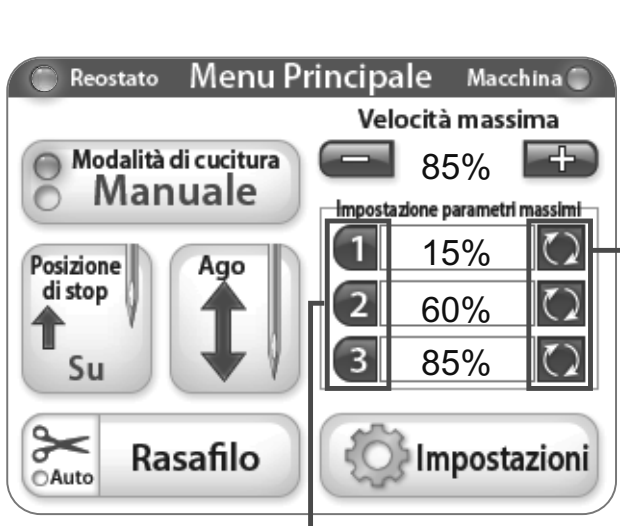 Reostato Menu Principale Macchina
Velocità massima
85%
Modalità di cucitura
Manuale
Impostazione parametri massimi
1 15%
2 60%
3 85%
Posizione
di stop
Su
Ago
Auto
Rasafilo
Impostazioni